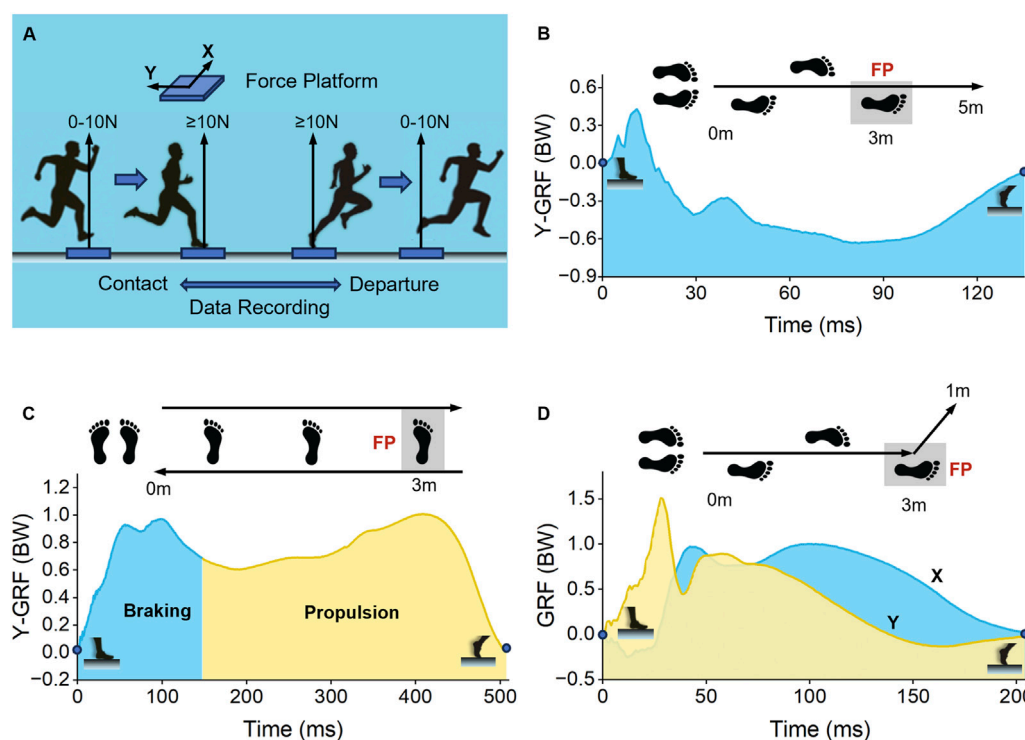 A
X
Y
Force Platform
0-10N
≥10N
≥10N
0-10N
Contact
Departure
Data Recording
B
FP
0m
3m
5m
0.6
0.3
0.0
−0.3
−0.6
−0.9
Y-GRF (BW)
0
30
60
90
120
Time (ms)
C
FP
0m
3m
1.2
1.0
0.8
0.6
0.4
0.2
0.0
−0.2
Y-GRF (BW)
Braking
Propulsion
0
100
200
300
400
500
Time (ms)
D
1m
FP
0m
3m
1.5
1.0
0.5
0.0
−0.5
GRF (BW)
X
Y
0
50
100
150
200
Time (ms)